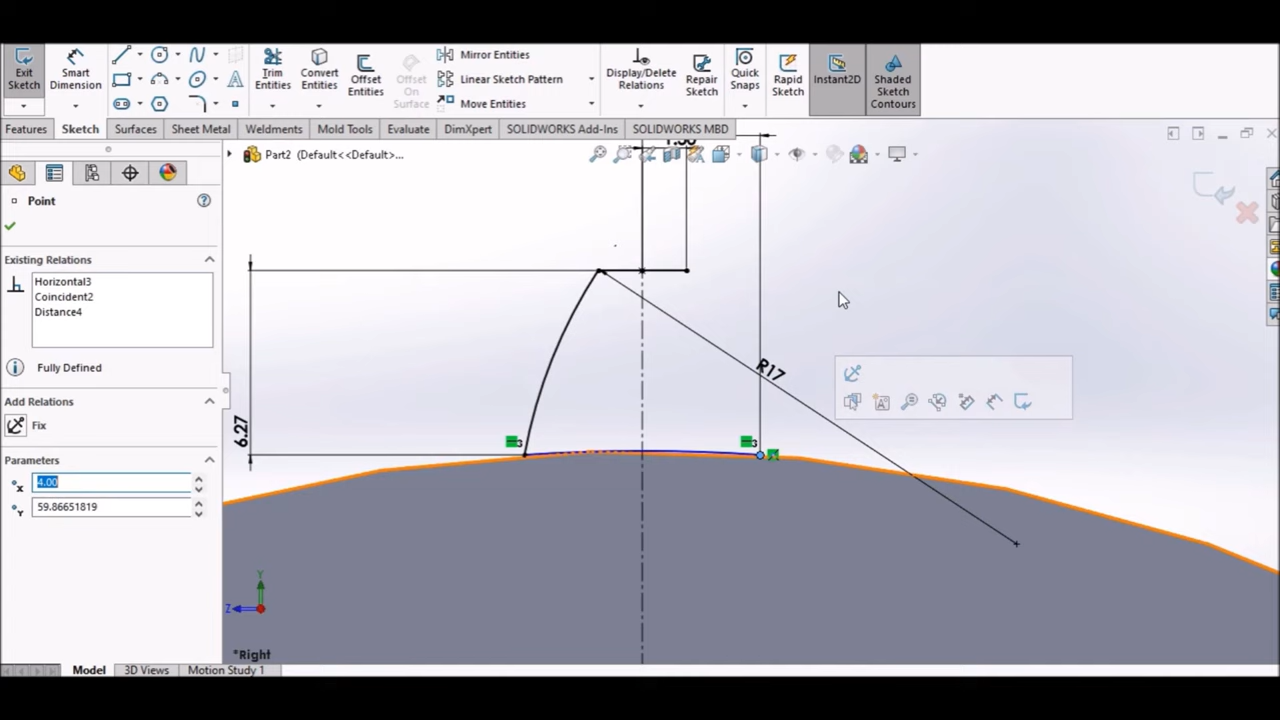 Exit Sketch
Smart Dimension
Trim Entities
Convert Entities
Offset Entities
Offset On Surface
Mirror Entities
Linear Sketch Pattern
Move Entities
Display/Delete Relations
Repair Sketch
Quick Snaps
Rapid Sketch
Instant2D
Shaded Sketch Contours
Features
Sketch
Surfaces
Sheet Metal
Weldments
Mold Tools
Evaluate
DimXpert
SOLIDWORKS Add-Ins
SOLIDWORKS MBD
Part2 (Default<<Default>...
Point
Existing Relations
Horizontal3
Coincident2
Distance4
Fully Defined
Add Relations
Fix
Parameters
4.00
59.86651819
6.27
R17
3
3
Y
Z
*Right
Model
3D Views
Motion Study 1